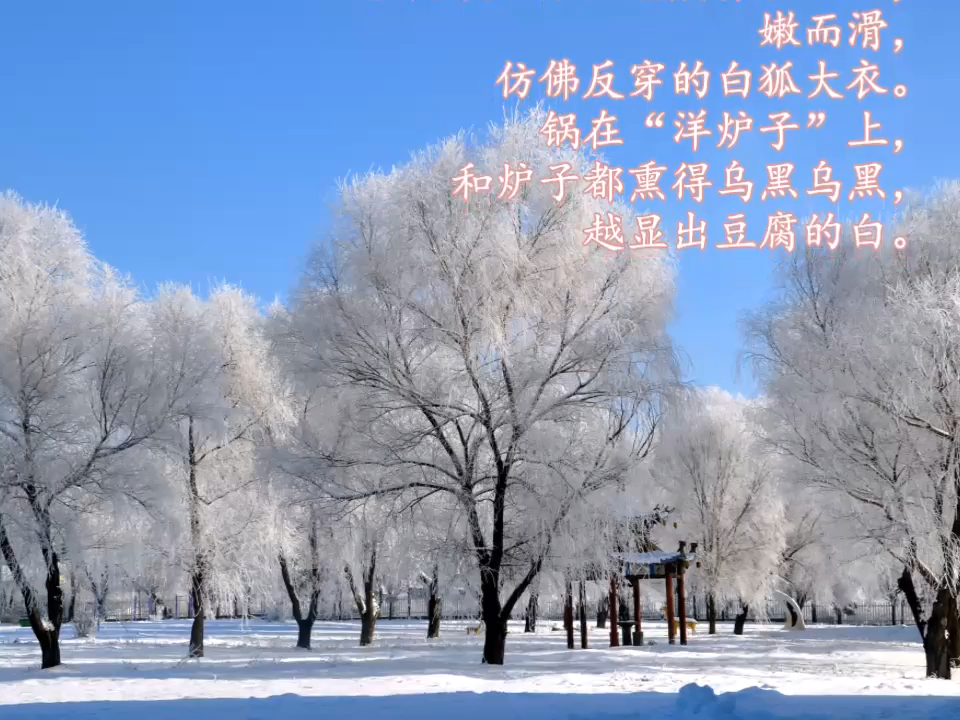 嫩而滑，
仿佛反穿的白狐大衣。
锅在“洋炉子”上，
和炉子都熏得乌黑乌黑，
越显出豆腐的白。